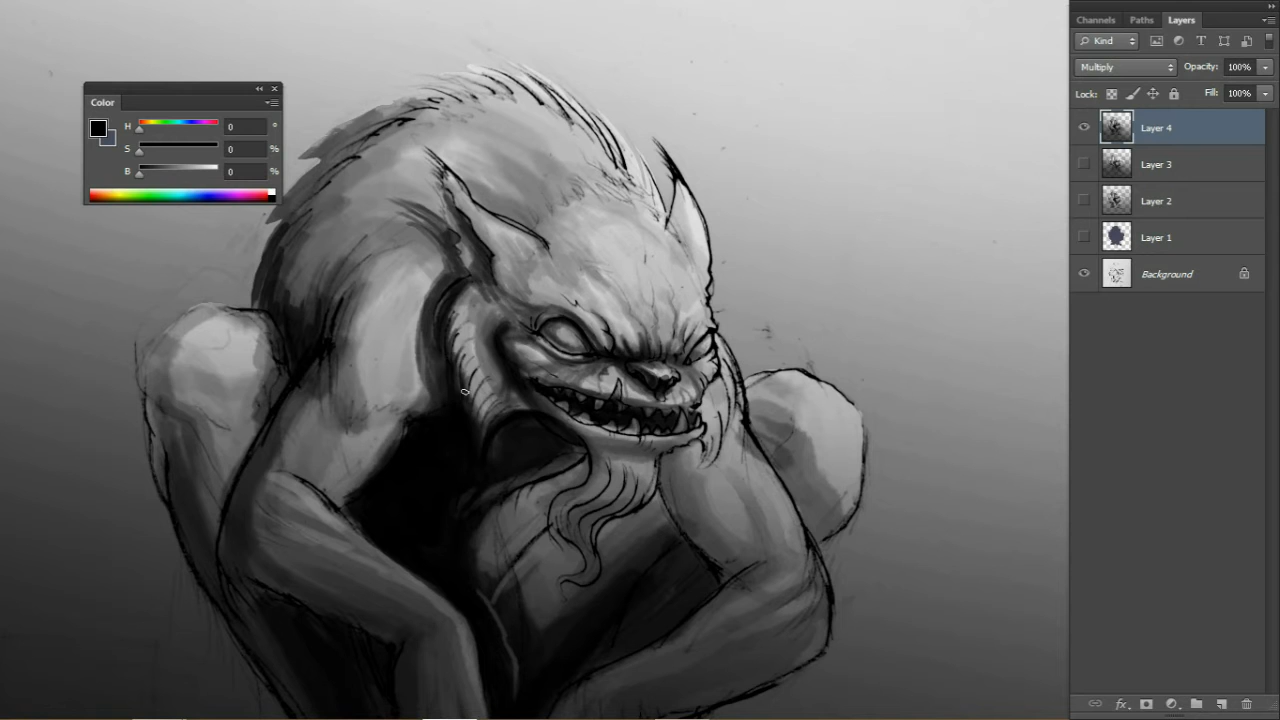 Channels Paths Layers
Kind
Multiply Opacity: 100%
Lock: Fill: 100%
Layer 4
Layer 3
Layer 2
Layer 1
Background
fx
Color
H 0 °
S 0 %
B 0 %